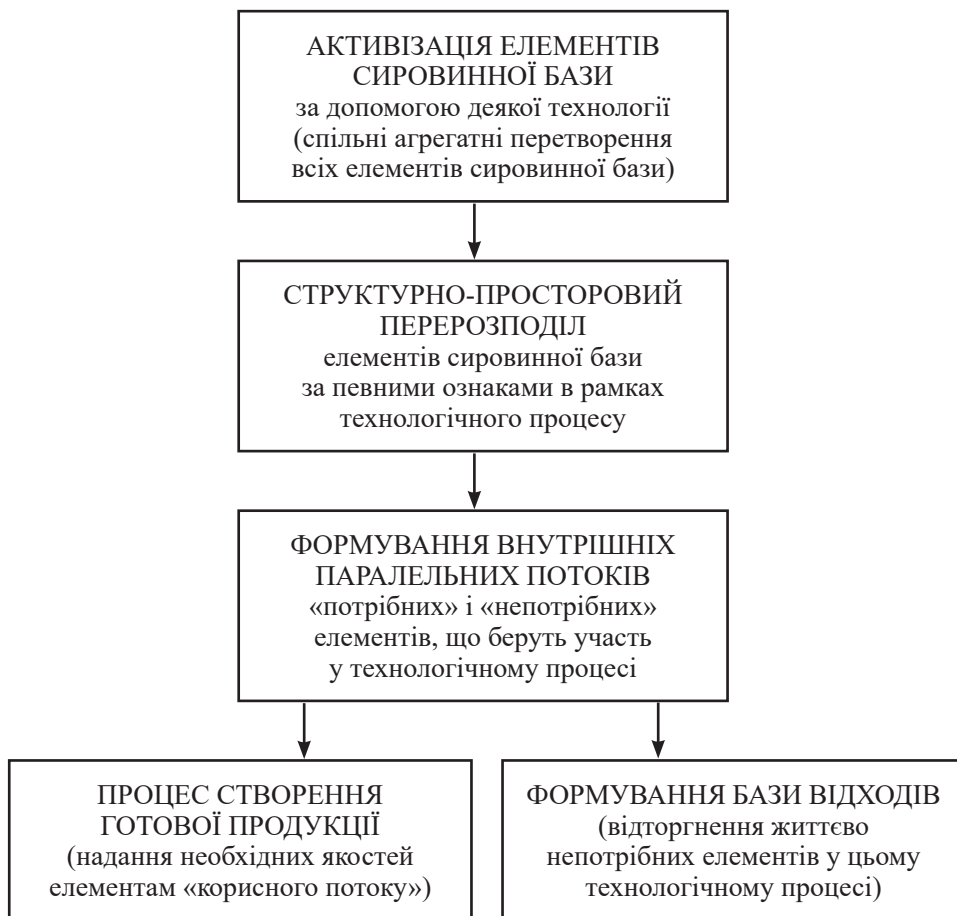 АКТИВІЗАЦІЯ ЕЛЕМЕНТІВ
СИРОВИННОЇ БАЗИ
за допомогою деякої технології
(спільні агрегатні перетворення
всіх елементів сировинної бази)
СТРУКТУРНО-ПРОСТОРОВИЙ
ПЕРЕРОЗПОДІЛ
елементів сировинної бази
за певними ознаками в рамках
технологічного процесу
ФОРМУВАННЯ ВНУТРІШНІХ
ПАРАЛЕЛЬНИХ ПОТОКІВ
«потрібних» і «непотрібних»
елементів, що беруть участь
у технологічному процесі
ПРОЦЕС СТВОРЕННЯ
ГОТОВОЇ ПРОДУКЦІЇ
(надання необхідних якостей
елементам «корисного потоку»)
ФОРМУВАННЯ БАЗИ ВІДХОДІВ
(відторгнення життєво
непотрібних елементів у цьому
технологічному процесі)